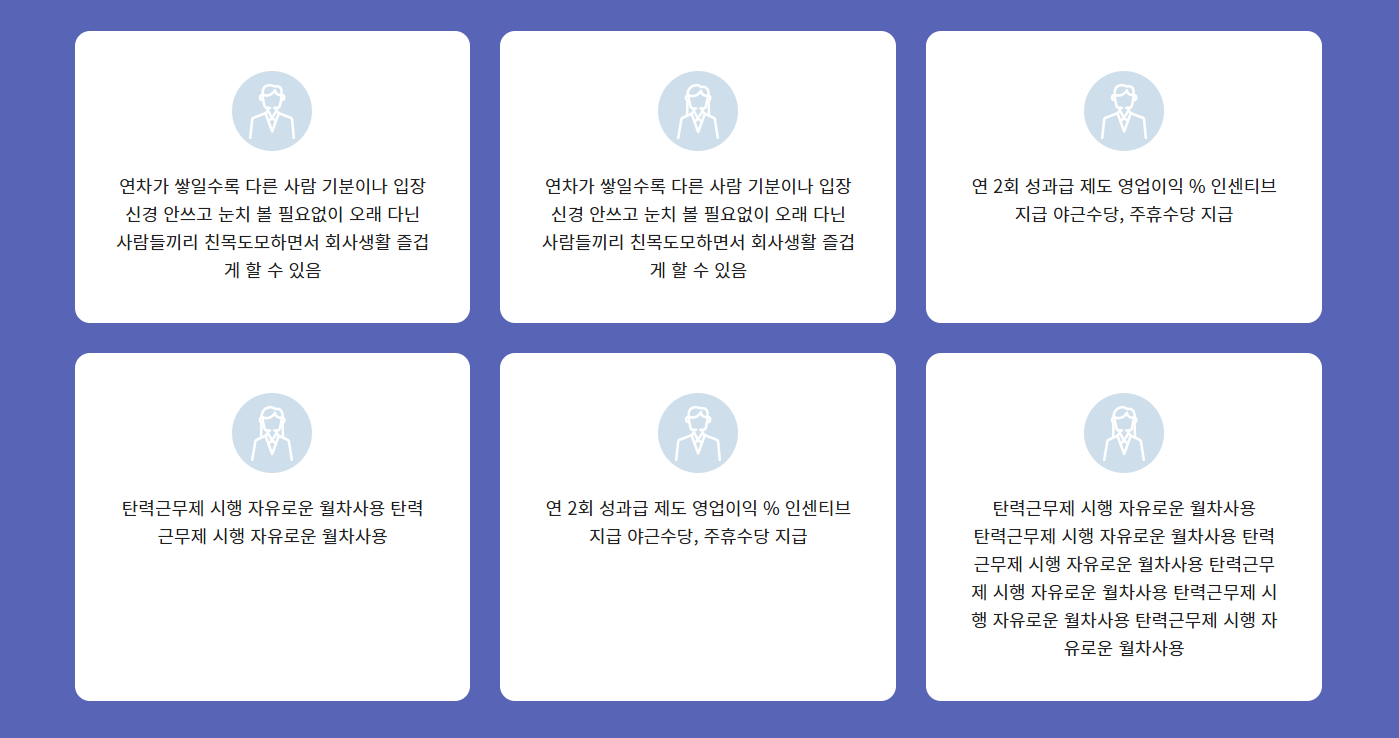 연차가 쌓일수록 다른 사람 기분이나 입장
신경 안쓰고 눈치 볼 필요없이 오래 다닌
사람들끼리 친목도모하면서 회사생활 즐겁
게 할 수 있음
연차가 쌓일수록 다른 사람 기분이나 입장
신경 안쓰고 눈치 볼 필요없이 오래 다닌
사람들끼리 친목도모하면서 회사생활 즐겁
게 할 수 있음
연 2회 성과급 제도 영업이익 % 인센티브
지급 야근수당, 주휴수당 지급
탄력근무제 시행 자유로운 월차사용 탄력
근무제 시행 자유로운 월차사용
연 2회 성과급 제도 영업이익 % 인센티브
지급 야근수당, 주휴수당 지급
탄력근무제 시행 자유로운 월차사용
탄력근무제 시행 자유로운 월차사용 탄력
근무제 시행 자유로운 월차사용 탄력근무
제 시행 자유로운 월차사용 탄력근무제 시
행 자유로운 월차사용 탄력근무제 시행 자
유로운 월차사용